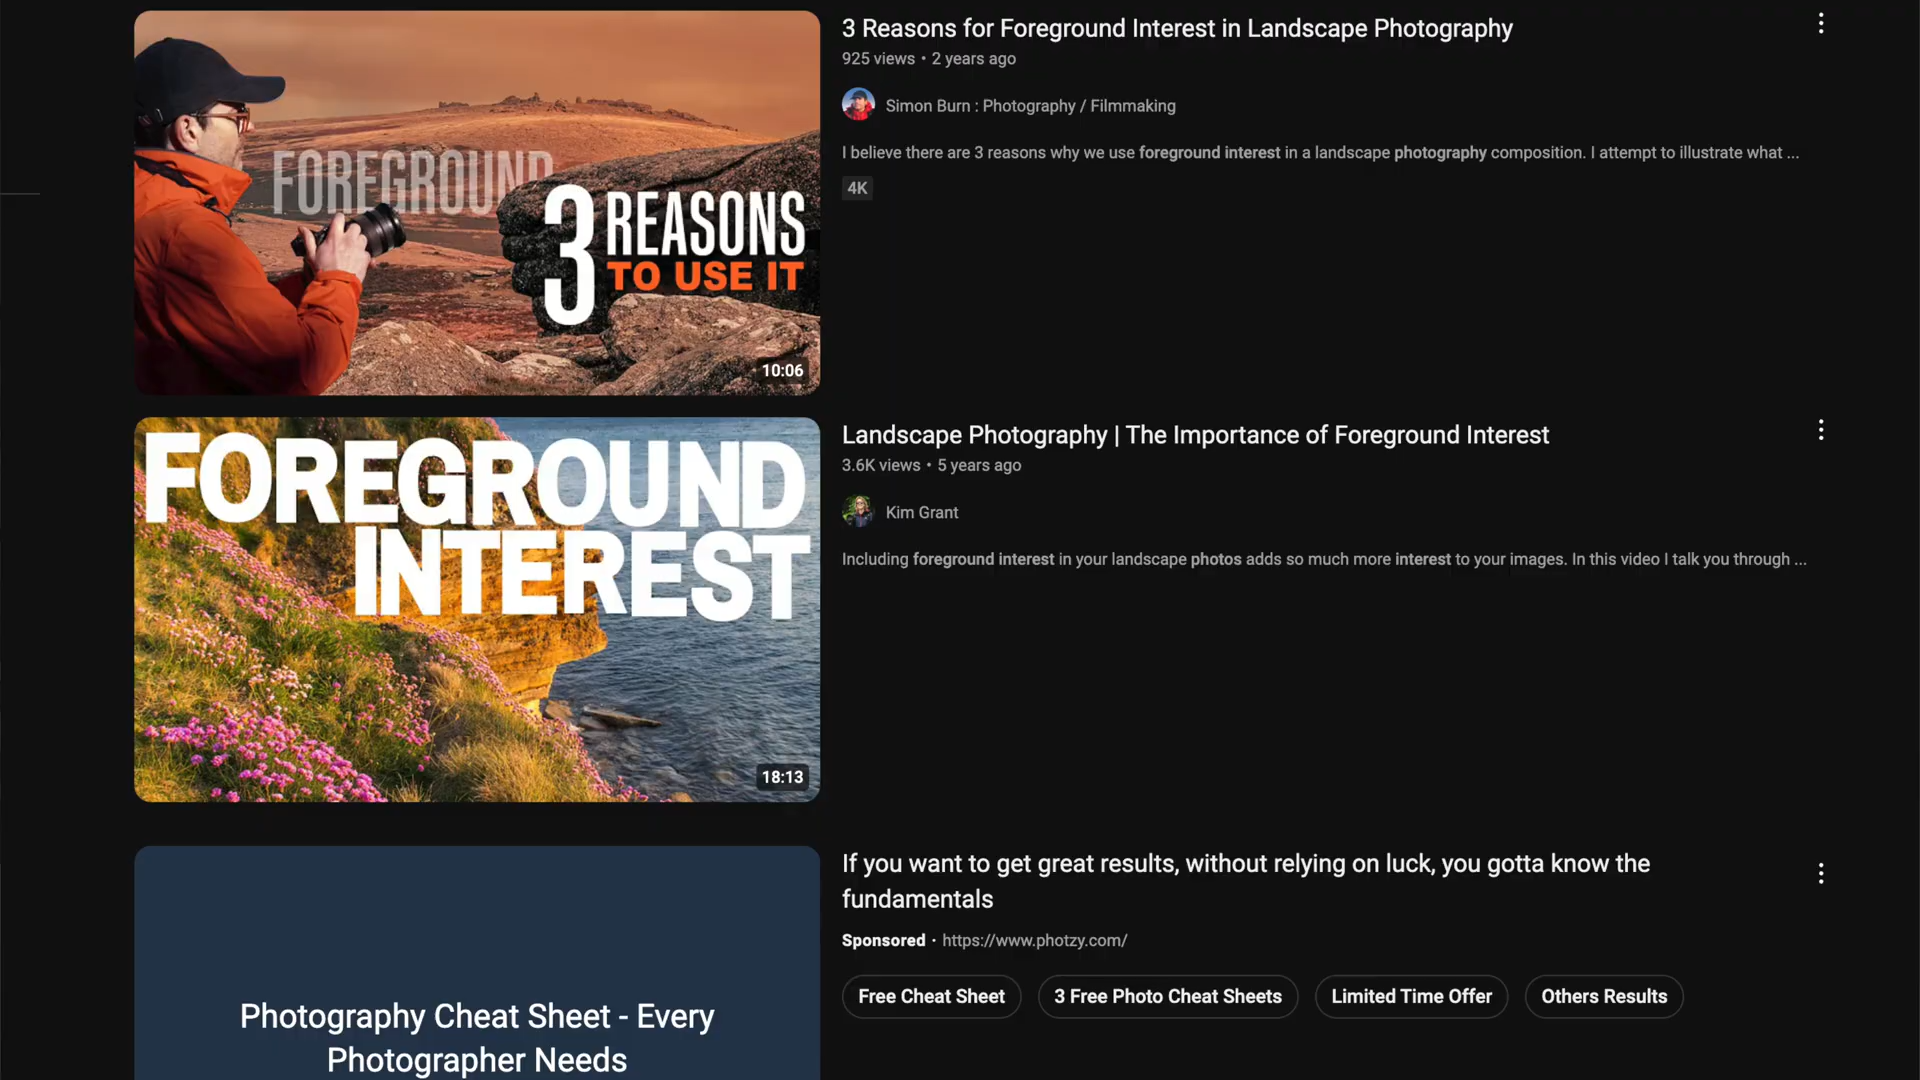 3 Reasons for Foreground Interest in Landscape Photography
925 views • 2 years ago
Simon Burn : Photography / Filmmaking
I believe there are 3 reasons why we use foreground interest in a landscape photography composition. I attempt to illustrate what ...
4K
FOREGROUND
3 REASONS
TO USE IT
10:06
Landscape Photography | The Importance of Foreground Interest
3.6K views • 5 years ago
Kim Grant
Including foreground interest in your landscape photos adds so much more interest to your images. In this video I talk you through ...
FOREGROUND
INTEREST
18:13
If you want to get great results, without relying on luck, you gotta know the
fundamentals
Sponsored · https://www.photzy.com/
Free Cheat Sheet
3 Free Photo Cheat Sheets
Limited Time Offer
Others Results
Photography Cheat Sheet - Every
Photographer Needs